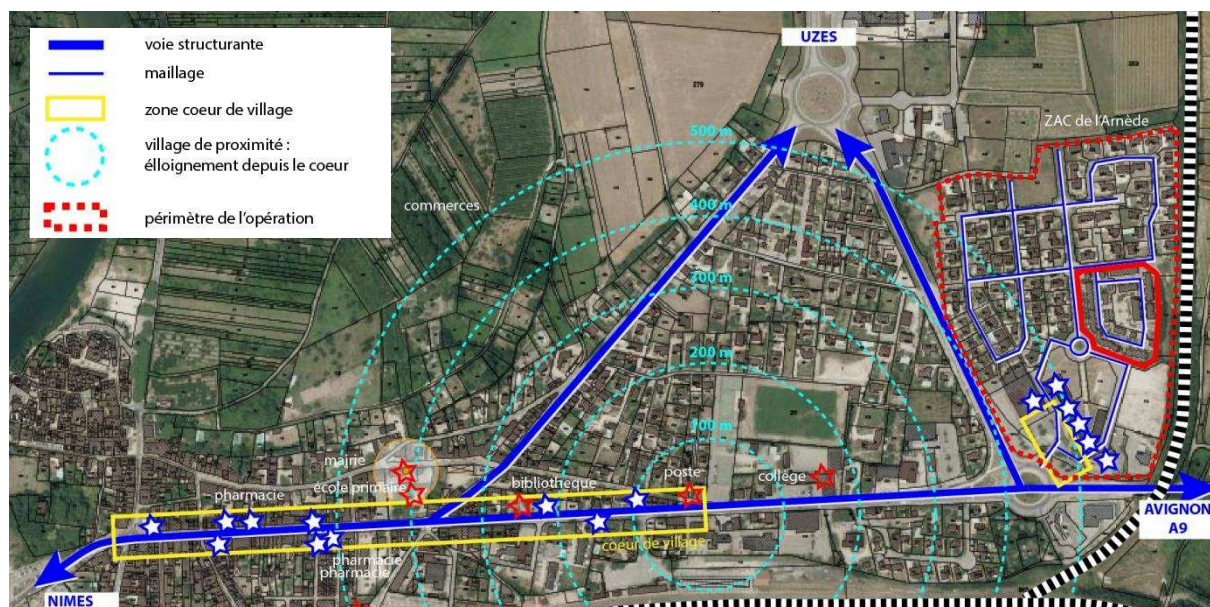 voie structurante
maillage
zone coeur de village
village de proximité :
élloignement depuis le coeur
périmètre de l'opération
UZES
ZAC de l'Arnède
500 m
commerces
400 m
300 m
200 m
100 m
mairie
école primaire
bibliotheque
poste
collège
pharmacie
coeur de village
pharmacie
pharmacie
AVIGNON
A9
NIMES